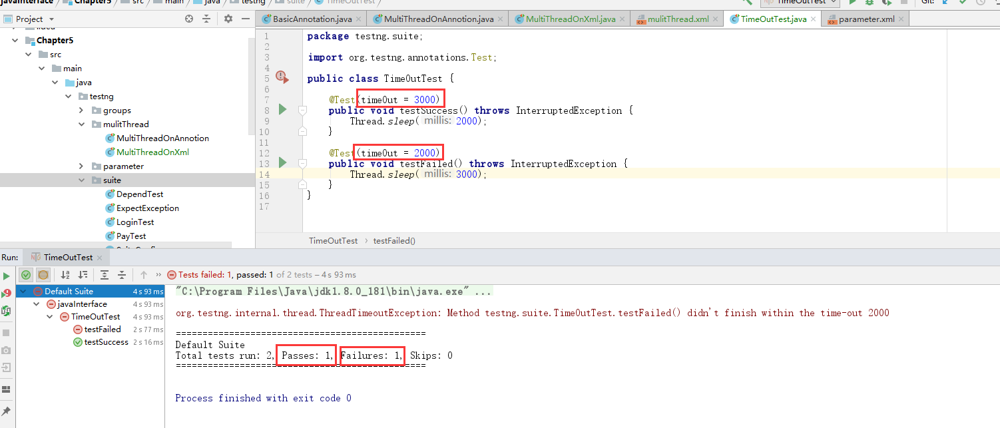 javaInterface Chapter5 src main java testng suite TimeOutTest
TimeOutTest Git:
Project
BasicAnnotation.java MultiThreadOnAnnotion.java MultiThreadOnXml.java mulitThread.xml TimeOutTest.java parameter.xml
Chapter5
src
main
java
testng
groups
mulitThread
MultiThreadOnAnnotion
MultiThreadOnXml
parameter
suite
DependTest
ExpectException
LoginTest
PayTest
1 package testng.suite;
2
3 import org.testng.annotations.Test;
4
5 public class TimeOutTest {
6
7 @Test(timeOut = 3000)
8 public void testSuccess() throws InterruptedException {
9 Thread.sleep( millis: 2000);
10 }
11
12 @Test(timeOut = 2000)
13 public void testFailed() throws InterruptedException {
14 Thread.sleep( millis: 3000);
15 }
16 }
17
TimeOutTest › testFailed()
Run: TimeOutTest
Tests failed: 1, passed: 1 of 2 tests – 4 s 93 ms
Default Suite 4 s 93 ms
javaInterface 4 s 93 ms
TimeOutTest 4 s 93 ms
testFailed 2 s 77 ms
testSuccess 2 s 16 ms
"C:\Program Files\Java\jdk1.8.0_181\bin\java.exe" ...
org.testng.internal.thread.ThreadTimeoutException: Method testng.suite.TimeOutTest.testFailed() didn't finish within the time-out 2000
===============================================
Default Suite
Total tests run: 2, Passes: 1, Failures: 1, Skips: 0
===============================================
Process finished with exit code 0